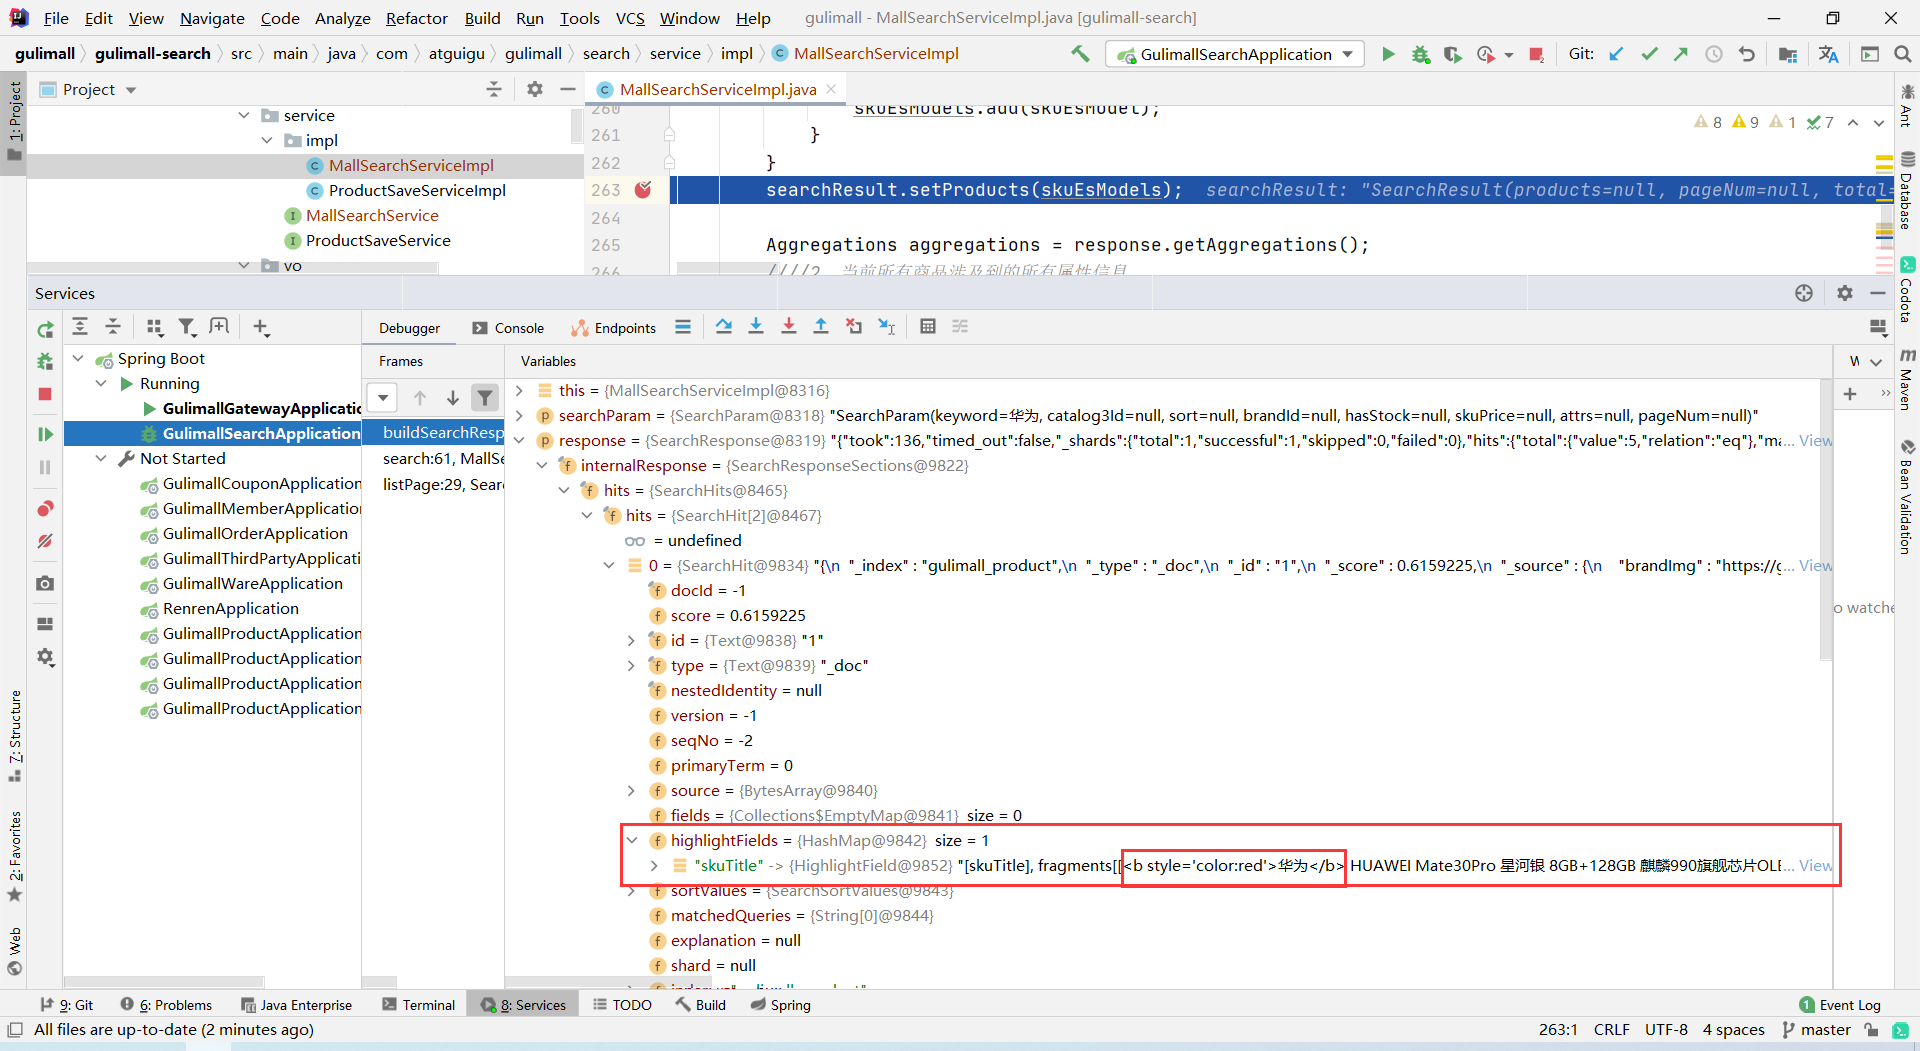 File Edit View Navigate Code Analyze Refactor Build Run Tools VCS Window Help gulimall - MallSearchServiceImpl.java [gulimall-search]
gulimall gulimall-search src main java com atguigu gulimall search service impl MallSearchServiceImpl GulimallSearchApplication Git:
Project MallSearchServiceImpl.java
1: Project
service
impl
MallSearchServiceImpl
ProductSaveServiceImpl
MallSearchService
ProductSaveService
vo
260 skuEsModels.add(skuEsModel);
261 }
262 }
263 searchResult.setProducts(skuEsModels); searchResult: "SearchResult(products=null, pageNum=null, total=
264
265 Aggregations aggregations = response.getAggregations();
266 ////2、当前所有商品涉及到的所有属性信息
8 9 1 7
Ant
Database
Codota
Maven
Bean Validation
Services
Debugger Console Endpoints
Frames Variables
Spring Boot
Running
GulimallGatewayApplicatio
GulimallSearchApplication
Not Started
GulimallCouponApplication
GulimallMemberApplication
GulimallOrderApplication
GulimallThirdPartyApplicati
GulimallWareApplication
RenrenApplication
GulimallProductApplication
GulimallProductApplication
GulimallProductApplication
GulimallProductApplication
buildSearchResp
search:61, MallSe
listPage:29, Sear
this = {MallSearchServiceImpl@8316}
searchParam = {SearchParam@8318} "SearchParam(keyword=华为, catalog3Id=null, sort=null, brandId=null, hasStock=null, skuPrice=null, attrs=null, pageNum=null)"
response = {SearchResponse@8319} "{"took":136,"timed_out":false,"_shards":{"total":1,"successful":1,"skipped":0,"failed":0},"hits":{"total":{"value":5,"relation":"eq"},"ma... View
internalResponse = {SearchResponseSections@9822}
hits = {SearchHits@8465}
hits = {SearchHit[2]@8467}
= undefined
0 = {SearchHit@9834} "{\n "_index" : "gulimall_product",\n "_type" : "_doc",\n "_id" : "1",\n "_score" : 0.6159225,\n "_source" : {\n "brandImg" : "https://g... View
docId = -1
score = 0.6159225
id = {Text@9838} "1"
type = {Text@9839} "_doc"
nestedIdentity = null
version = -1
seqNo = -2
primaryTerm = 0
source = {BytesArray@9840}
fields = {Collections$EmptyMap@9841} size = 0
highlightFields = {HashMap@9842} size = 1
"skuTitle" -> {HighlightField@9852} "[skuTitle], fragments[[<b style='color:red'>华为</b> HUAWEI Mate30Pro 星河银 8GB+128GB 麒麟990旗舰芯片OLE... View
sortValues = {SearchSortValues@9843}
matchedQueries = {String[0]@9844}
explanation = null
shard = null
W
o watche
7: Structure
2: Favorites
Web
9: Git 6: Problems Java Enterprise Terminal 8: Services TODO Build Spring 1 Event Log
All files are up-to-date (2 minutes ago) 263:1 CRLF UTF-8 4 spaces master